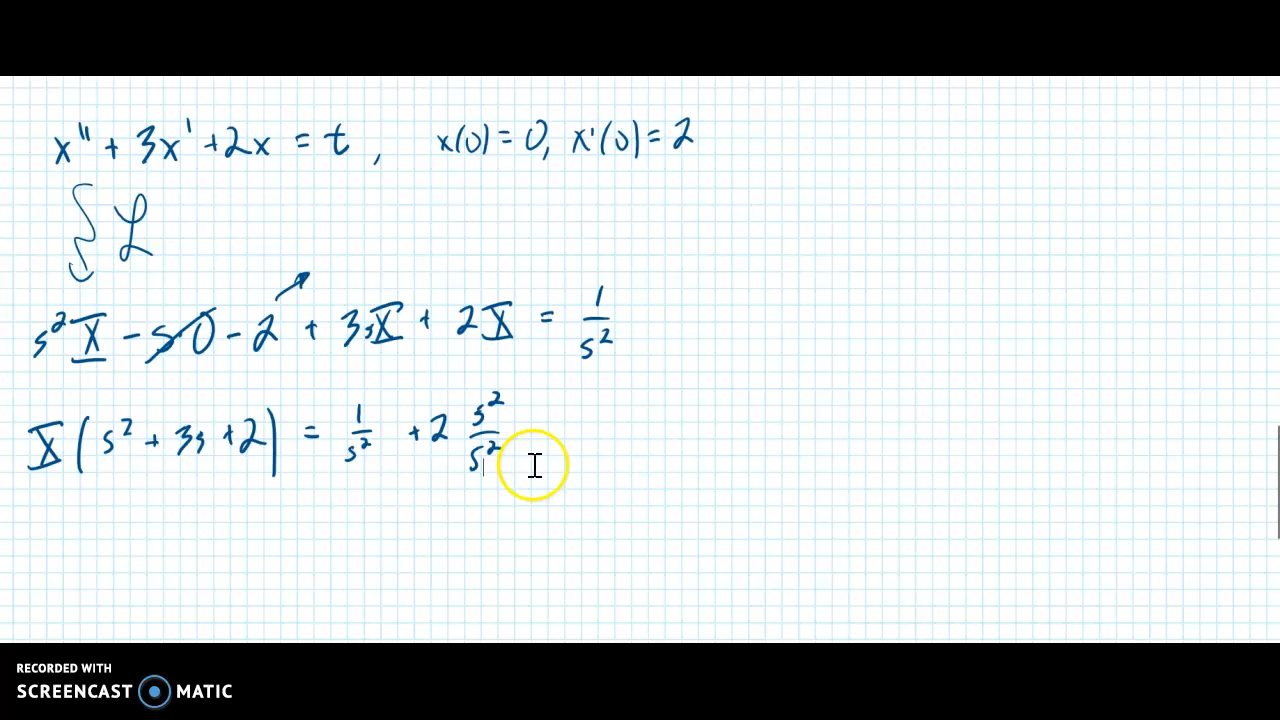 x'' + 3x' + 2x = t, x(0) = 0, x'(0) = 2
ℒ
s²X - s0 - 2 + 3sX + 2X = 1/s²
X(s² + 3s + 2) = 1/s² + 2 s²/s²
RECORDED WITH
SCREENCAST MATIC